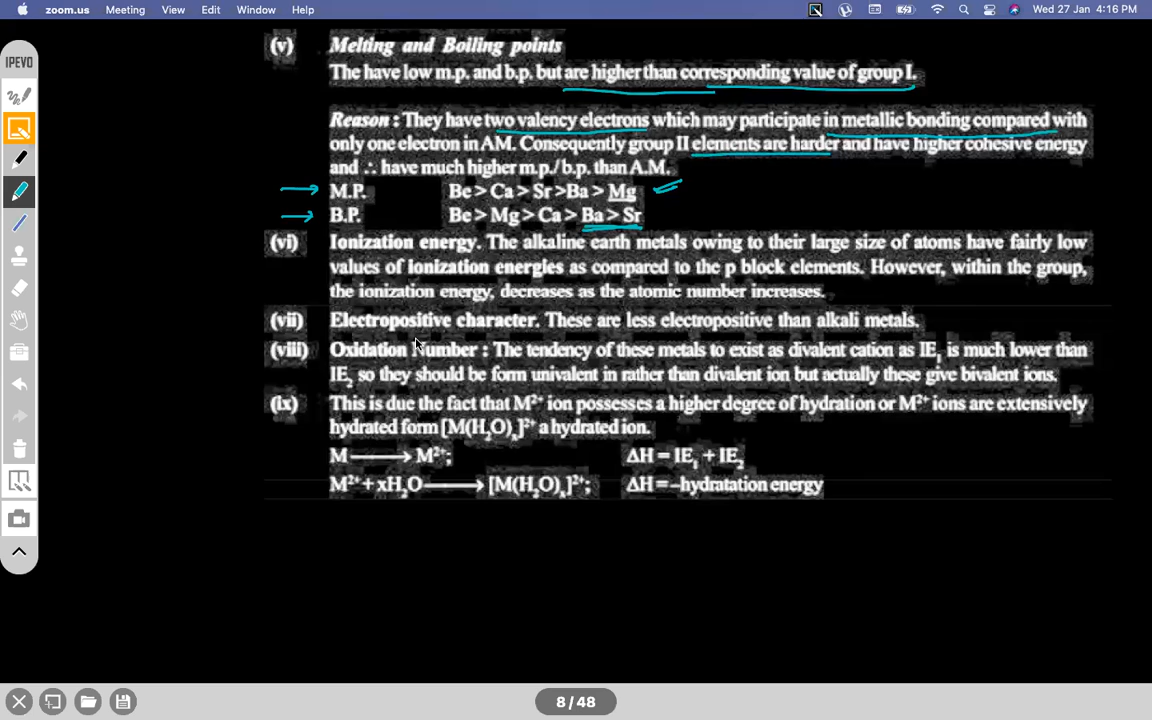 zoom.us Meeting View Edit Window Help Wed 27 Jan 4:16 PM
IPEVO
(v) Melting and Boiling points
The have low m.p. and b.p. but are higher than corresponding value of group I.
Reason : They have two valency electrons which may participate in metallic bonding compared with
only one electron in AM. Consequently group II elements are harder and have higher cohesive energy
and ∴ have much higher m.p./ b.p. than A.M.
M.P. Be > Ca > Sr >Ba > Mg
B.P. Be > Mg > Ca > Ba > Sr
(vi) Ionization energy. The alkaline earth metals owing to their large size of atoms have fairly low
values of ionization energies as compared to the p block elements. However, within the group,
the ionization energy, decreases as the atomic number increases.
(vii) Electropositive character. These are less electropositive than alkali metals.
(viii) Oxidation Number : The tendency of these metals to exist as divalent cation as IE₁ is much lower than
IE₂ so they should be form univalent in rather than divalent ion but actually these give bivalent ions.
(ix) This is due the fact that M²⁺ ion possesses a higher degree of hydration or M²⁺ ions are extensively
hydrated form [M(H₂O)ₓ]²⁺ a hydrated ion.
M ⟶ M²⁺; ΔH = IE₁ + IE₂
M²⁺ + xH₂O ⟶ [M(H₂O)ₓ]²⁺; ΔH = –hydratation energy
8 / 48